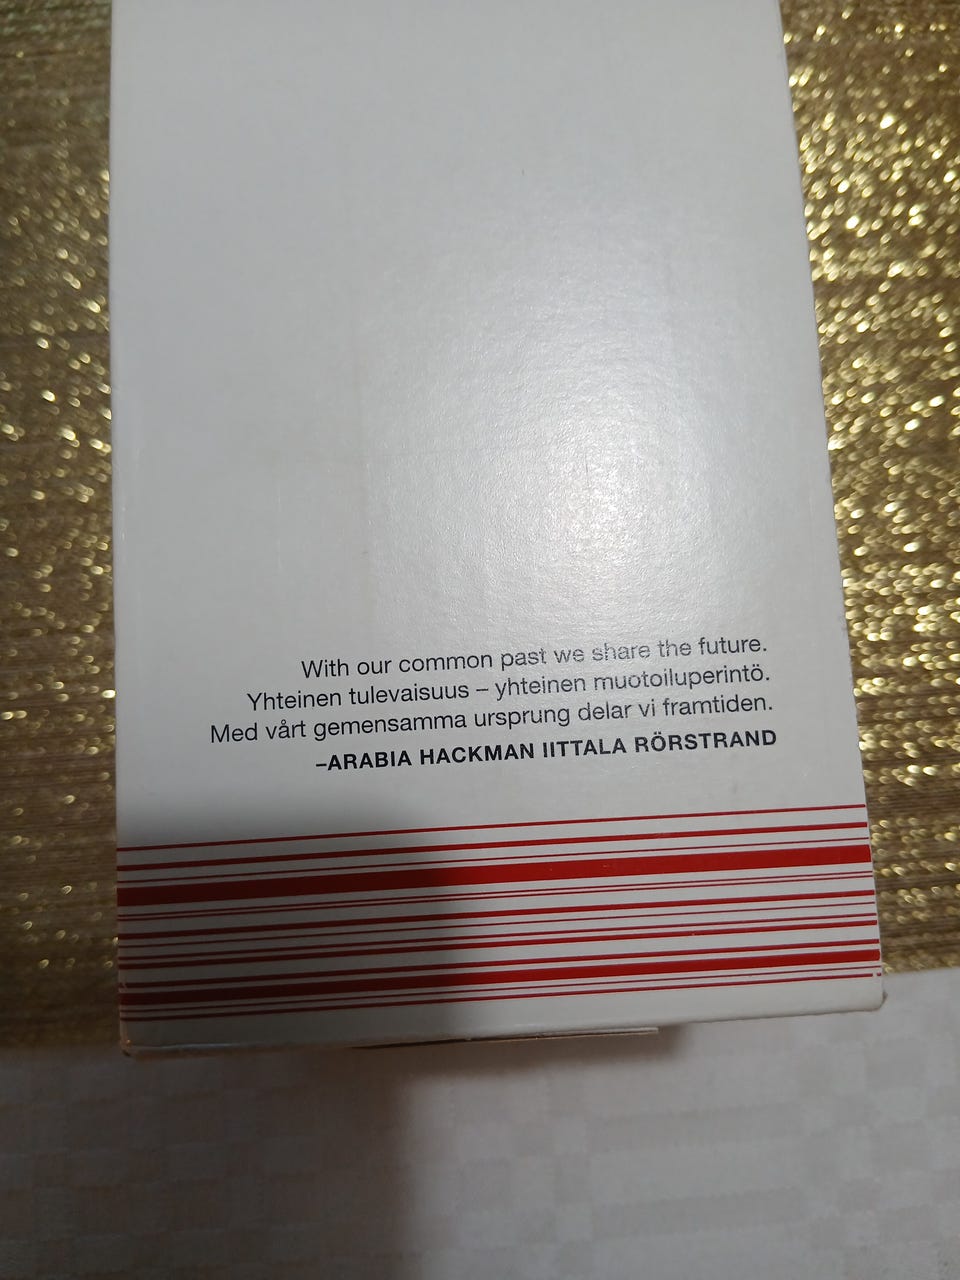 With our common past we share the future.
Yhteinen tulevaisuus – yhteinen muotoiluperintö.
Med vårt gemensamma ursprung delar vi framtiden.
–ARABIA HACKMAN IITTALA RÖRSTRAND